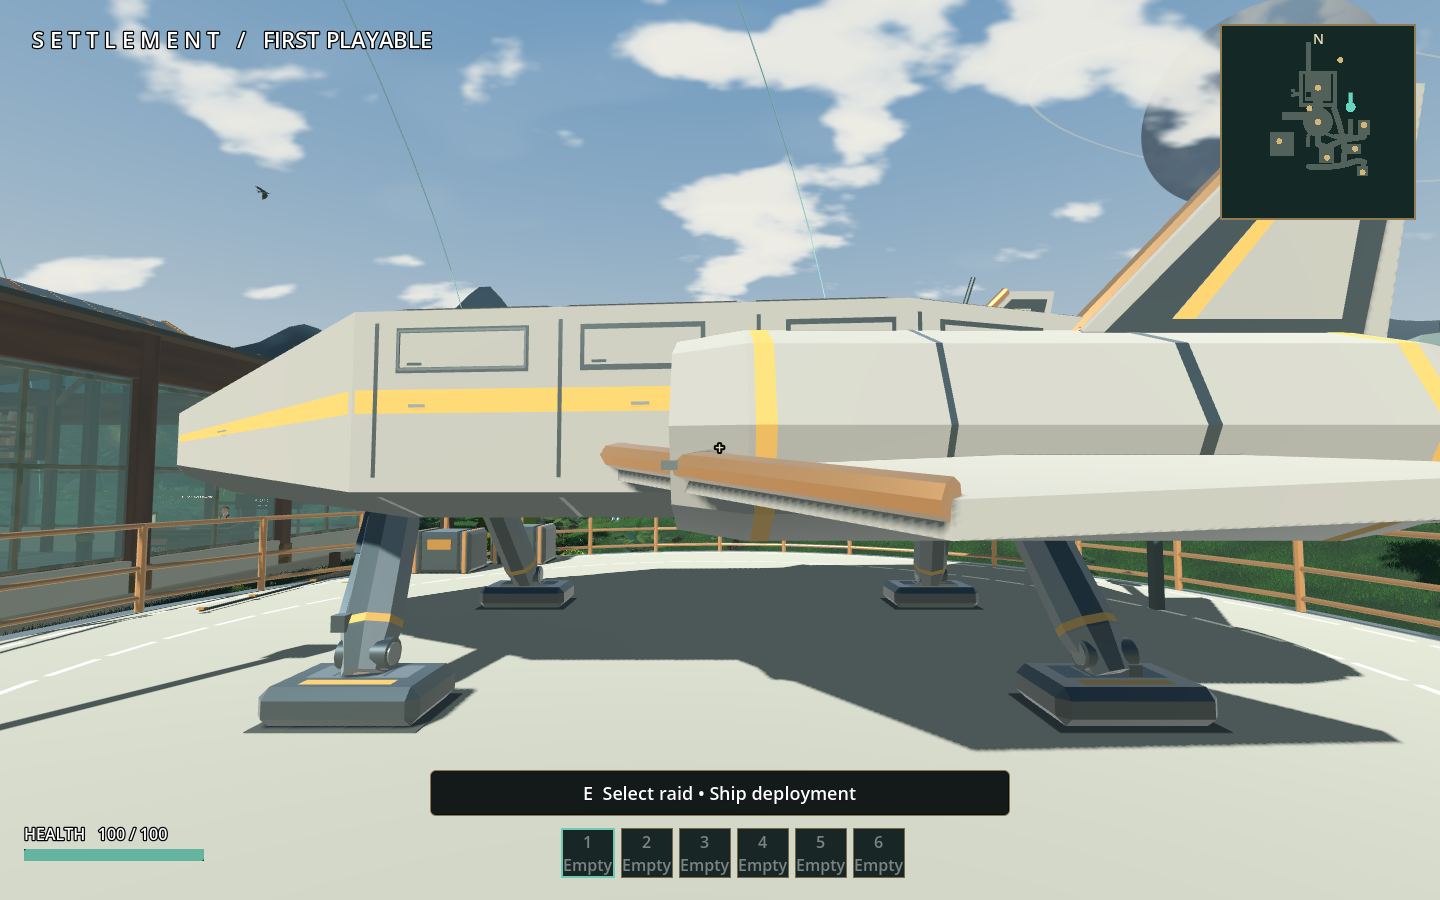 SETTLEMENT / FIRST PLAYABLE
N
E Select raid • Ship deployment
HEALTH 100 / 100
1 2 3 4 5 6
Empty Empty Empty Empty Empty Empty